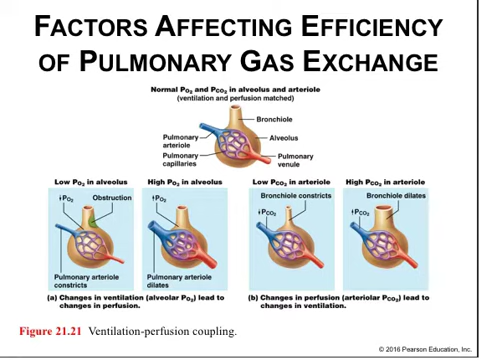 FACTORS AFFECTING EFFICIENCY
OF PULMONARY GAS EXCHANGE
Normal PO2 and PCO2 in alveolus and arteriole
(ventilation and perfusion matched)
Bronchiole
Pulmonary
arteriole
Alveolus
Pulmonary
capillaries
Pulmonary
venule
Low PO2 in alveolus
High PO2 in alveolus
Low PCO2 in arteriole
High PCO2 in arteriole
↓PO2
Obstruction
↑PO2
Bronchiole constricts
↓PCO2
Bronchiole dilates
↑PCO2
Pulmonary arteriole
constricts
Pulmonary arteriole
dilates
(a) Changes in ventilation (alveolar PO2) lead to
changes in perfusion.
(b) Changes in perfusion (arteriolar PCO2) lead to
changes in ventilation.
Figure 21.21 Ventilation-perfusion coupling.
© 2016 Pearson Education, Inc.